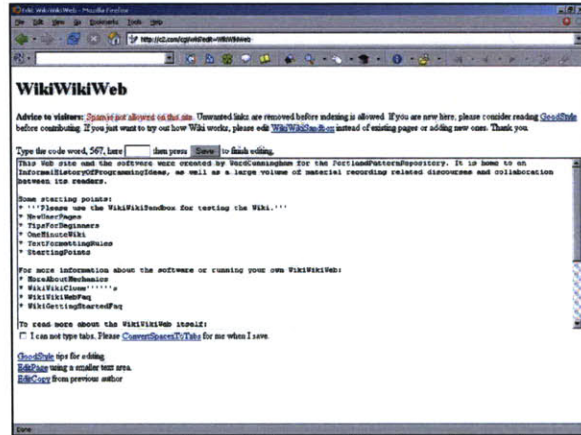 WikiWikiWeb - Mozilla Firefox
File Edit View Go Bookmarks Tools Help
http://c2.com/cgi/wiki?edit=WikiWikiWeb
WikiWikiWeb
Advice to visitors: Spam is not allowed on this site. Unwanted links are removed before indexing is allowed. If you are new here, please consider reading GoodStyle
before contributing. If you just want to try out how Wiki works, please edit WikiWikiSandbox instead of existing pages or adding new ones. Thank you.
Type the code word, 567, here then press Save to finish editing.
This Web site and the software were created by WardCunningham for the PortlandPatternRepository. It is home to an
InformalHistoryOfProgrammingIdeas, as well as a large volume of material recording related discourses and collaboration
between its readers.
Some starting points:
* '''Please use the WikiWikiSandbox for testing the Wiki.'''
* NewUserPages
* TipsForBeginners
* OneMinuteWiki
* TextFormattingRules
* StartingPoints
For more information about the software or running your own WikiWikiWeb:
* MoreAboutMechanics
* WikiWikiClone''''''s
* WikiWikiWebFaq
* WikiGettingStartedFaq
To read more about the WikiWikiWeb itself:
I can not type tabs. Please ConvertSpacesToTabs for me when I save.
GoodStyle tips for editing.
EditPage using a smaller text area.
EditCopy from previous author
Done